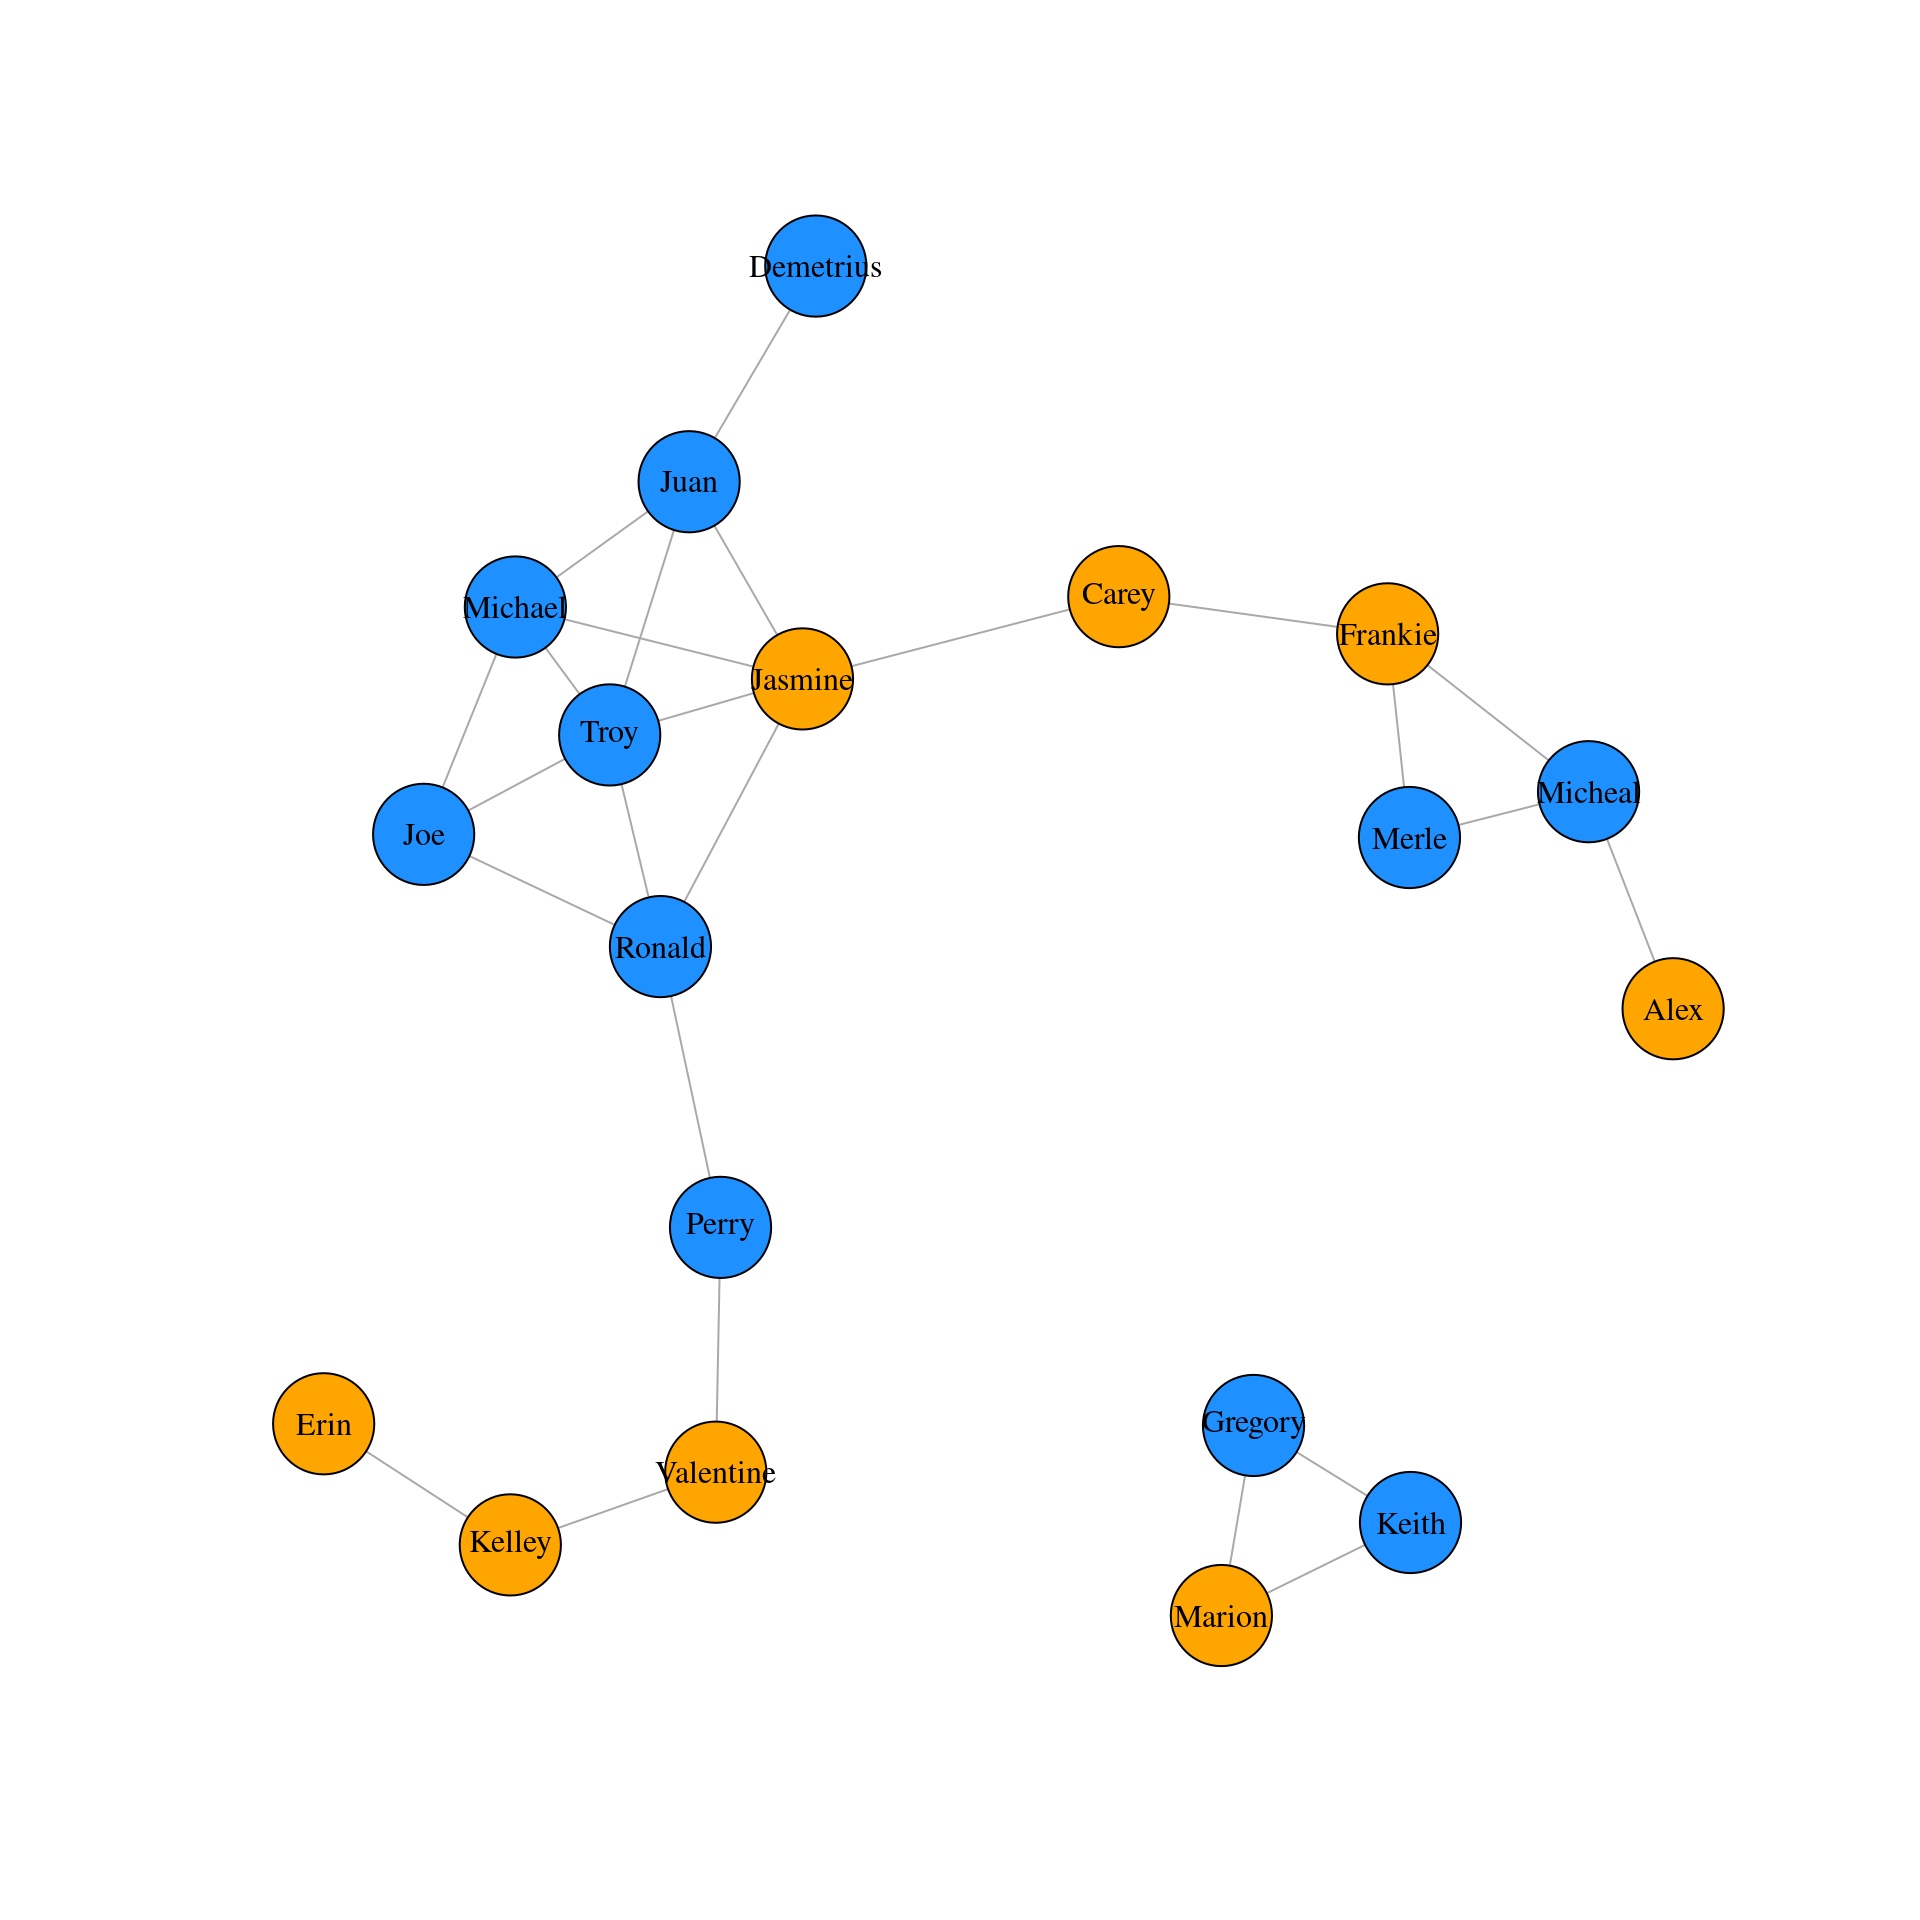 Demetrius
Juan
Carey
Michael
Frankie
Jasmine
Troy
Micheal
Joe
Merle
Ronald
Alex
Perry
Gregory
Erin
Valentine
Keith
Kelley
Marion